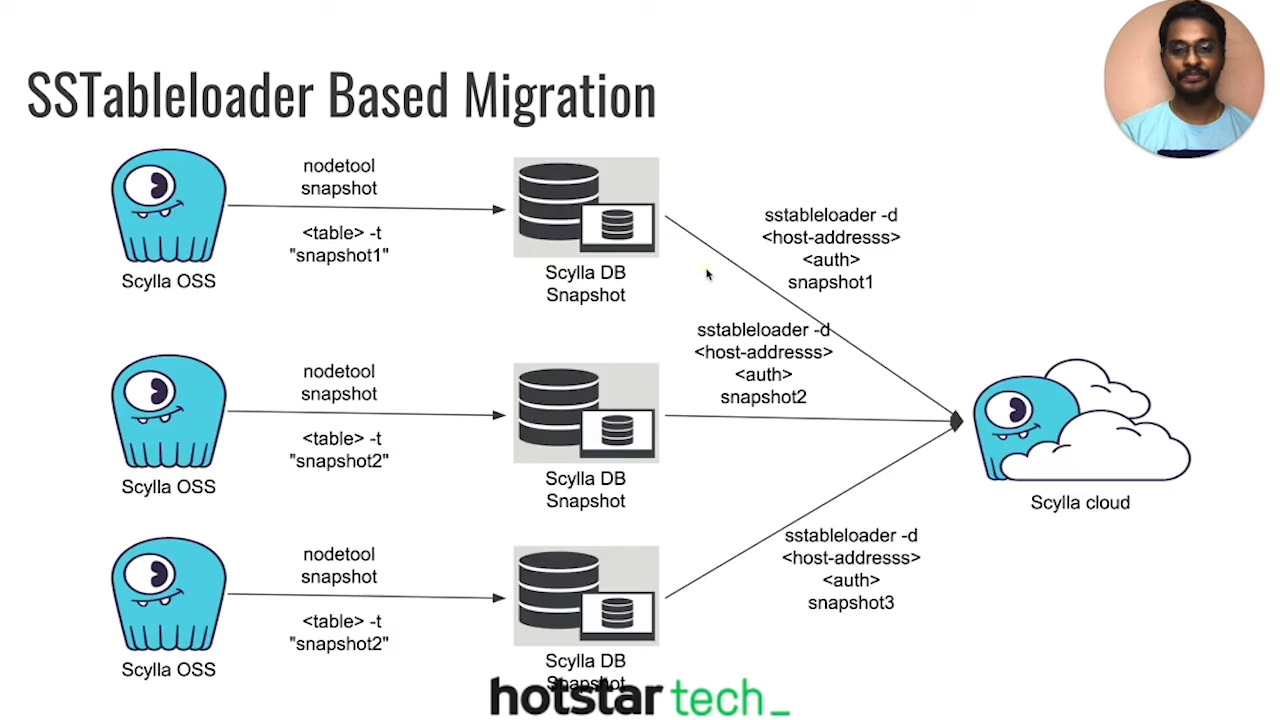 SSTableloader Based Migration
nodetool
snapshot
<table> -t
"snapshot1"
Scylla OSS
Scylla DB
Snapshot
sstableloader -d
<host-addresss>
<auth>
snapshot1
nodetool
snapshot
<table> -t
"snapshot2"
Scylla OSS
Scylla DB
Snapshot
sstableloader -d
<host-addresss>
<auth>
snapshot2
Scylla cloud
nodetool
snapshot
<table> -t
"snapshot2"
Scylla OSS
Scylla DB
Snapshot
sstableloader -d
<host-addresss>
<auth>
snapshot3
hotstar tech_